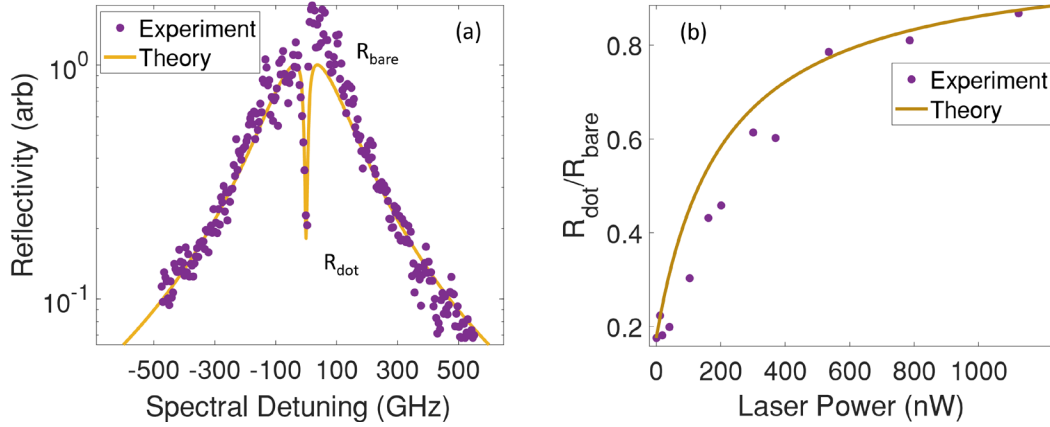 Experiment
Theory
(a)
R_bare
R_dot
10^0
10^-1
Reflectivity (arb)
-500 -300 -100 100 300 500
Spectral Detuning (GHz)
(b)
Experiment
Theory
0.8
0.6
0.4
0.2
R_dot/R_bare
0 200 400 600 800 1000
Laser Power (nW)